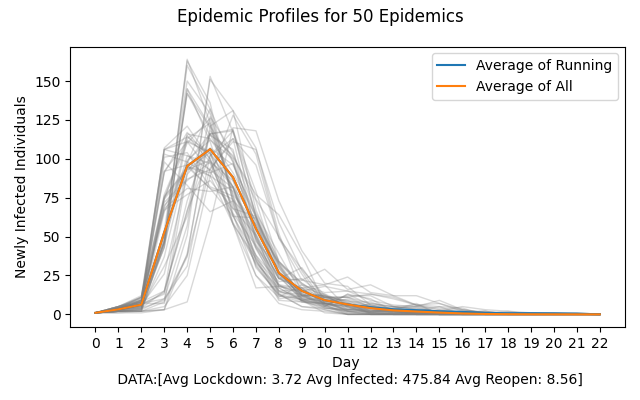 Epidemic Profiles for 50 Epidemics
Newly Infected Individuals
150
125
100
75
50
25
0
Average of Running
Average of All
0 1 2 3 4 5 6 7 8 9 10 11 12 13 14 15 16 17 18 19 20 21 22
Day
DATA:[Avg Lockdown: 3.72 Avg Infected: 475.84 Avg Reopen: 8.56]